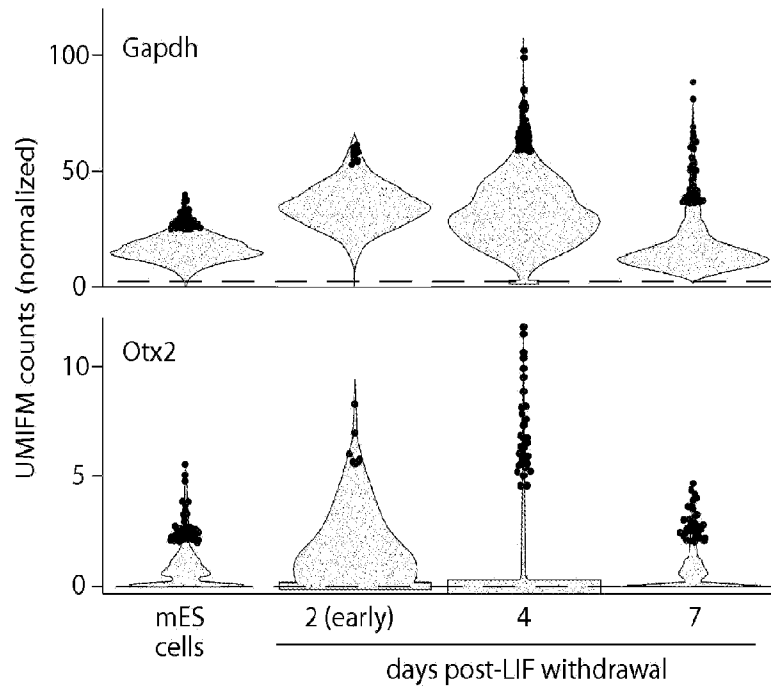 UMIFM counts (normalized)
Gapdh
100
50
0
Otx2
10
5
0
mES
cells
2 (early)
4
7
days post-LIF withdrawal